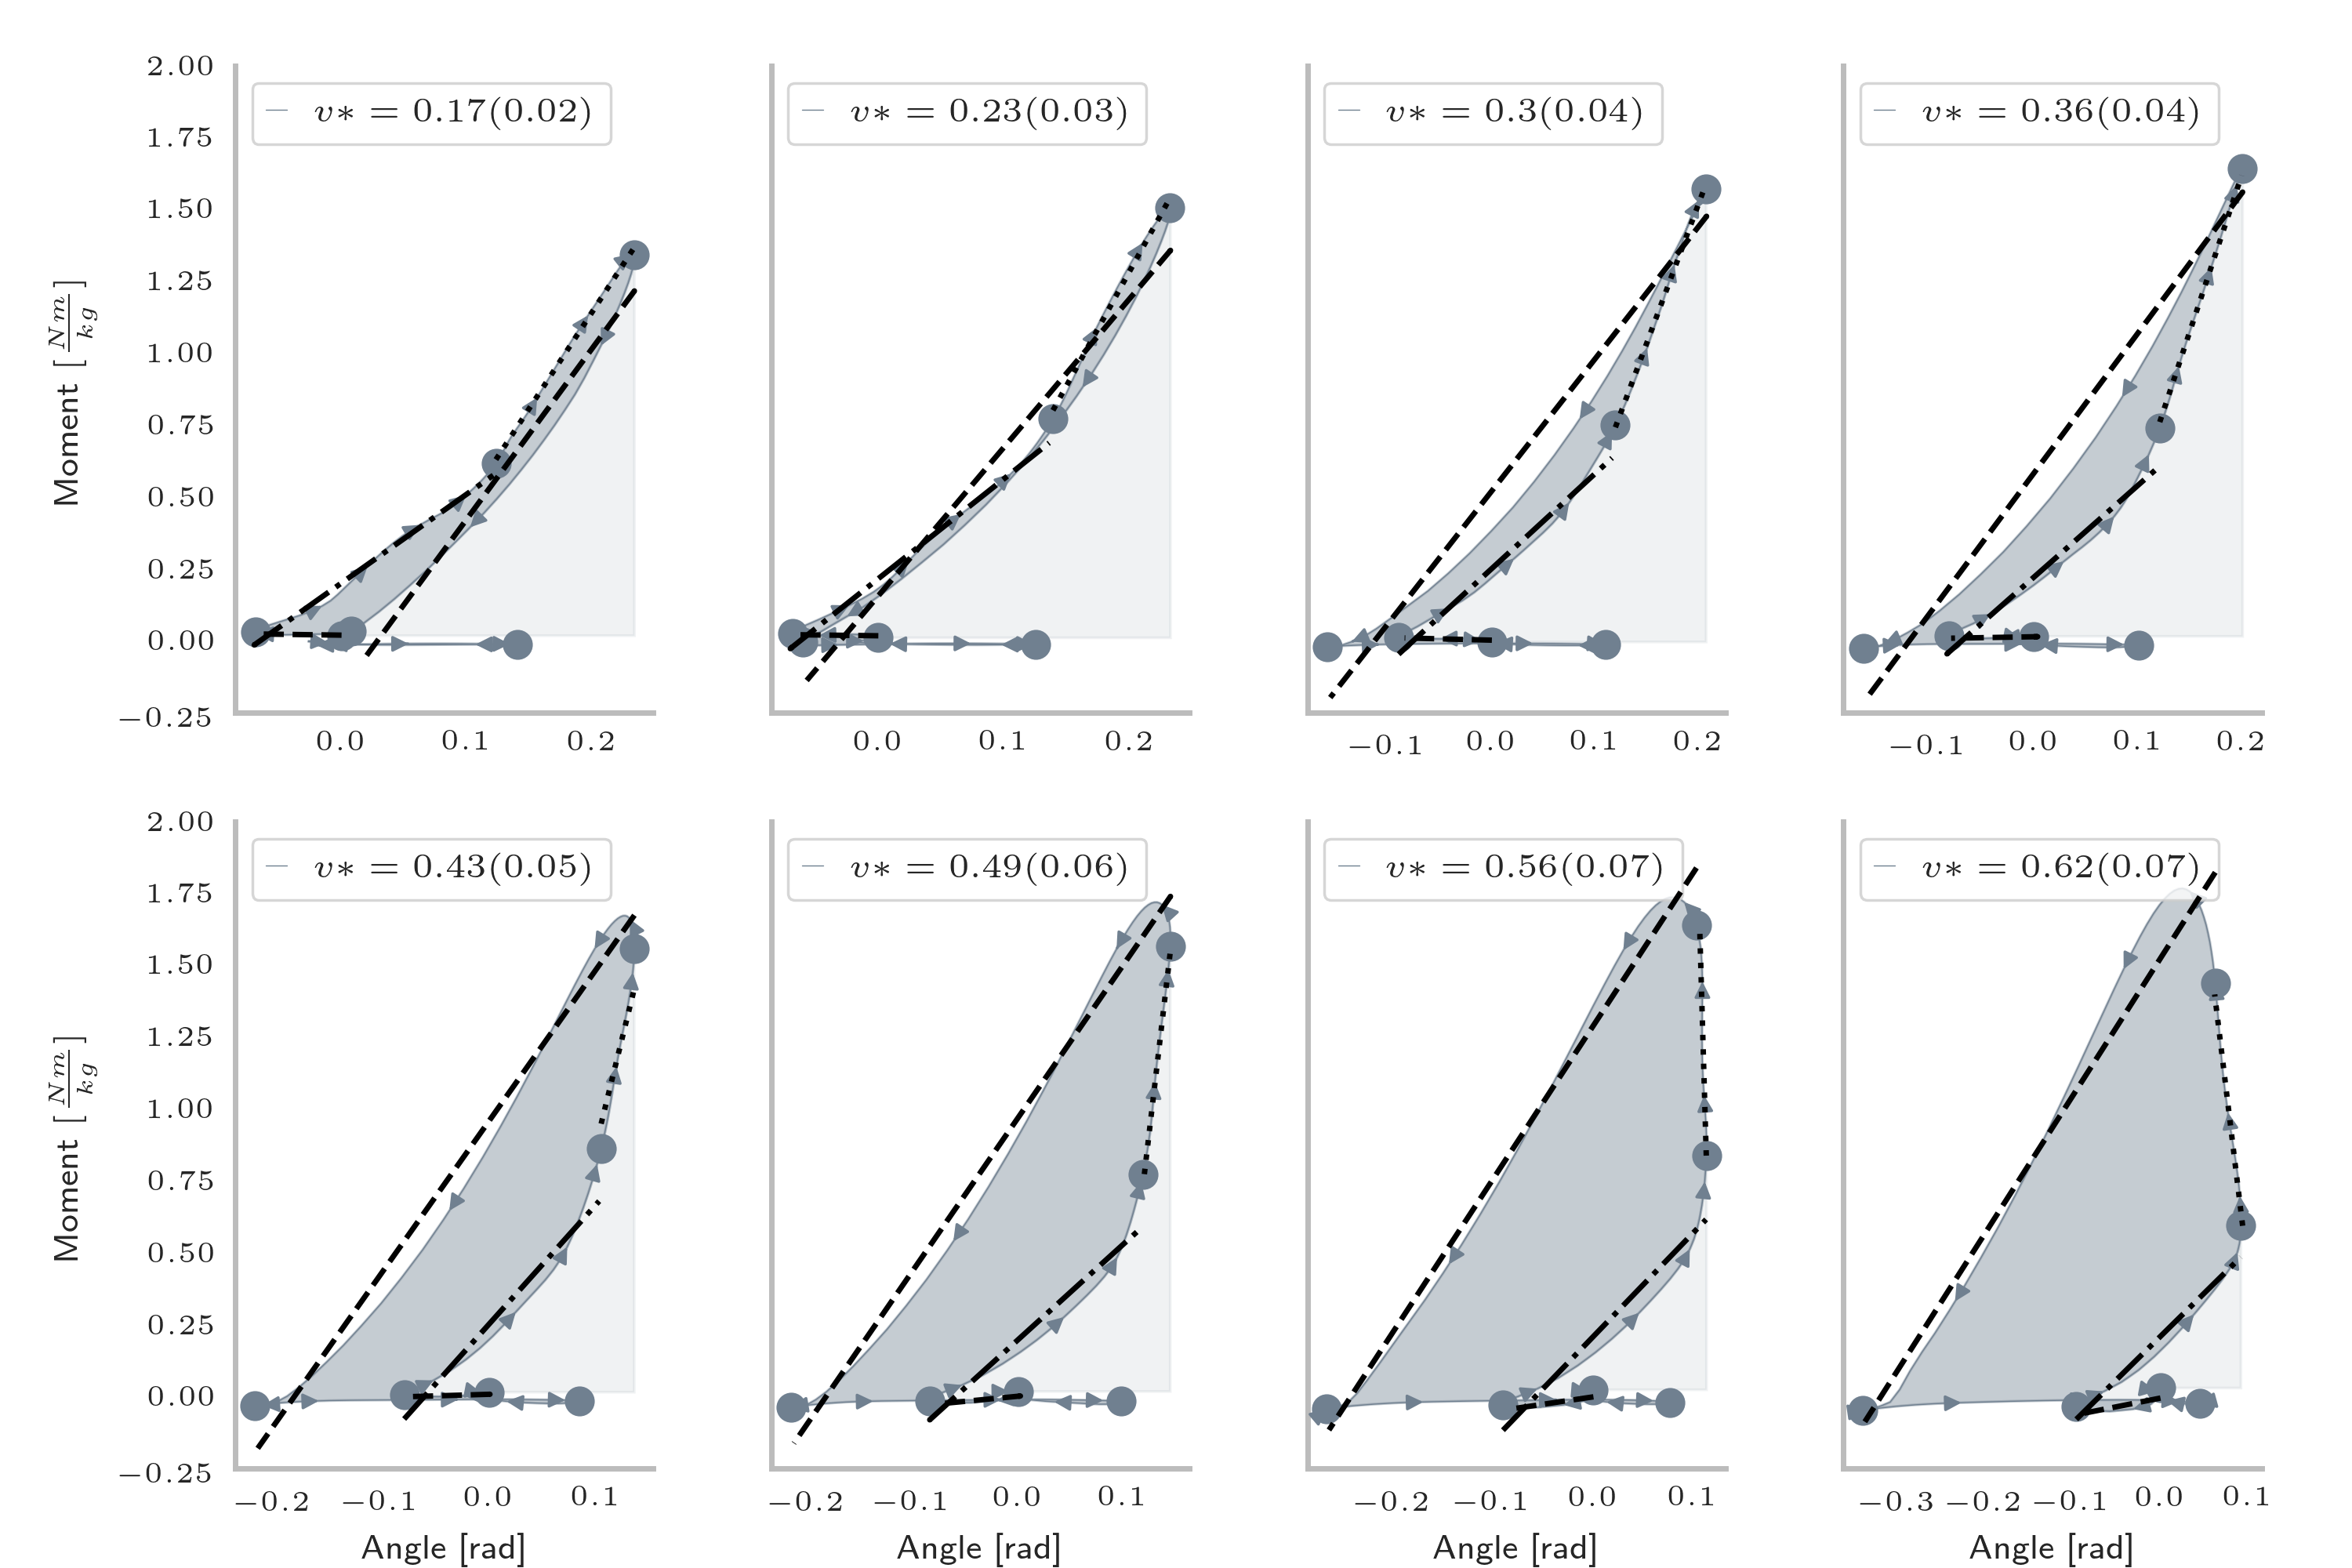 2.00
1.75
1.50
1.25
1.00
0.75
0.50
0.25
0.00
−0.25
Moment [ Nm/kg ]
v∗ = 0.17(0.02)
0.0 0.1 0.2
v∗ = 0.23(0.03)
0.0 0.1 0.2
v∗ = 0.3(0.04)
−0.1 0.0 0.1 0.2
v∗ = 0.36(0.04)
−0.1 0.0 0.1 0.2
2.00
1.75
1.50
1.25
1.00
0.75
0.50
0.25
0.00
−0.25
Moment [ Nm/kg ]
v∗ = 0.43(0.05)
−0.2 −0.1 0.0 0.1
Angle [rad]
v∗ = 0.49(0.06)
−0.2 −0.1 0.0 0.1
Angle [rad]
v∗ = 0.56(0.07)
−0.2 −0.1 0.0 0.1
Angle [rad]
v∗ = 0.62(0.07)
−0.3 −0.2 −0.1 0.0 0.1
Angle [rad]